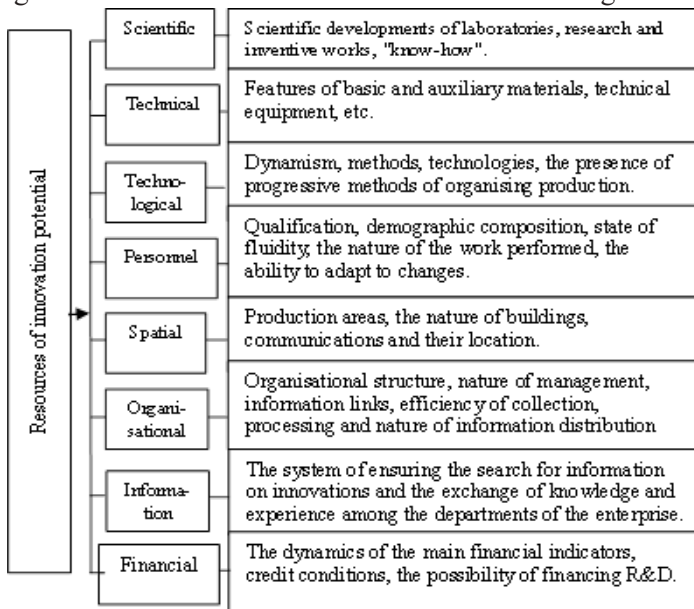 Resources of innovation potential
Scientific
Scientific developments of laboratories, research and
inventive works, "know-how".
Technical
Features of basic and auxiliary materials, technical
equipment, etc.
Techno-
logical
Dynamism, methods, technologies, the presence of
progressive methods of organising production.
Personnel
Qualification, demographic composition, state of
fluidity, the nature of the work performed, the
ability to adapt to changes.
Spatial
Production areas, the nature of buildings,
communications and their location.
Organi-
sational
Organisational structure, nature of management,
information links, efficiency of collection,
processing and nature of information distribution
Informa-
tion
The system of ensuring the search for information
on innovations and the exchange of knowledge and
experience among the departments of the enterprise.
Financial
The dynamics of the main financial indicators,
credit conditions, the possibility of financing R&D.